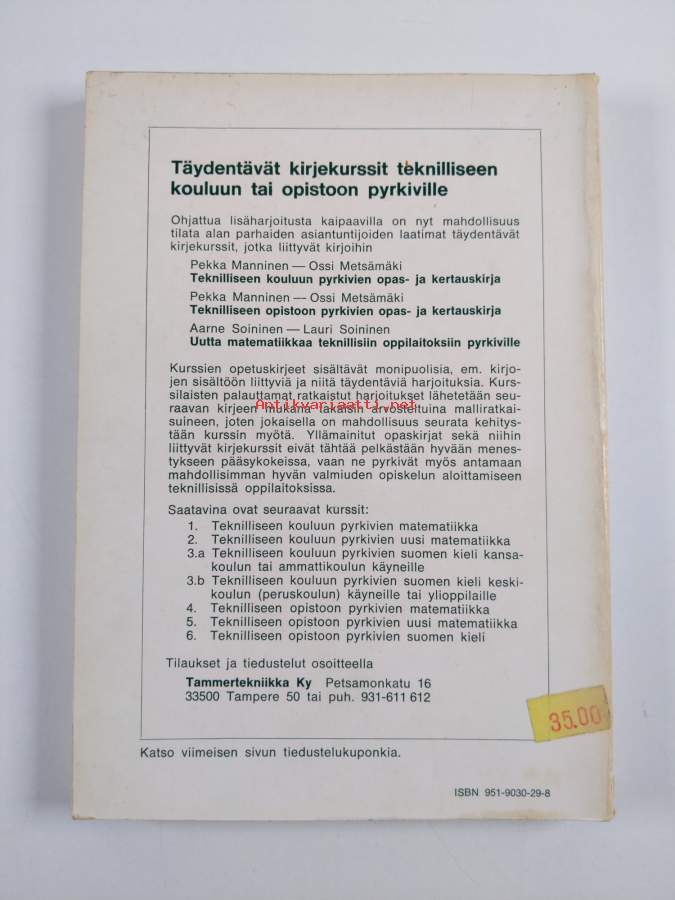 Täydentävät kirjekurssit teknilliseen
kouluun tai opistoon pyrkiville
Ohjattua lisäharjoitusta kaipaavilla on nyt mahdollisuus
tilata alan parhaiden asiantuntijoiden laatimat täydentävät
kirjekurssit, jotka liittyvät kirjoihin
Pekka Manninen — Ossi Metsämäki
Teknilliseen kouluun pyrkivien opas- ja kertauskirja
Pekka Manninen — Ossi Metsämäki
Teknilliseen opistoon pyrkivien opas- ja kertauskirja
Aarne Soininen — Lauri Soininen
Uutta matematiikkaa teknillisiin oppilaitoksiin pyrkiville
Kurssien opetuskirjeet sisältävät monipuolisia, em. kirjo-
jen sisältöön liittyviä ja niitä täydentäviä harjoituksia. Kurs-
silaisten palauttamat ratkaistut harjoitukset lähetetään seu-
Antikvariaatti.net
raavan kirjeen mukana takaisin arvosteltuina malliratkai-
suineen, joten jokaisella on mahdollisuus seurata kehitys-
tään kurssin myötä. Yllämainitut opaskirjat sekä niihin
liittyvät kirjekurssit eivät tähtää pelkästään hyvään menes-
tykseen pääsykokeissa, vaan ne pyrkivät myös antamaan
mahdollisimman hyvän valmiuden opiskelun aloittamiseen
teknillisissä oppilaitoksissa.
Saatavina ovat seuraavat kurssit:
1. Teknilliseen kouluun pyrkivien matematiikka
2. Teknilliseen kouluun pyrkivien uusi matematiikka
3.a Teknilliseen kouluun pyrkivien suomen kieli kansa-
koulun tai ammattikoulun käyneille
3.b Teknilliseen kouluun pyrkivien suomen kieli keski-
koulun (peruskoulun) käyneille tai ylioppilaille
4. Teknilliseen opistoon pyrkivien matematiikka
5. Teknilliseen opistoon pyrkivien uusi matematiikka
6. Teknilliseen opistoon pyrkivien suomen kieli
Tilaukset ja tiedustelut osoitteella
Tammertekniikka Ky Petsamonkatu 16
33500 Tampere 50 tai puh. 931-611 612
35.00
Katso viimeisen sivun tiedustelukuponkia.
ISBN 951-9030-29-8